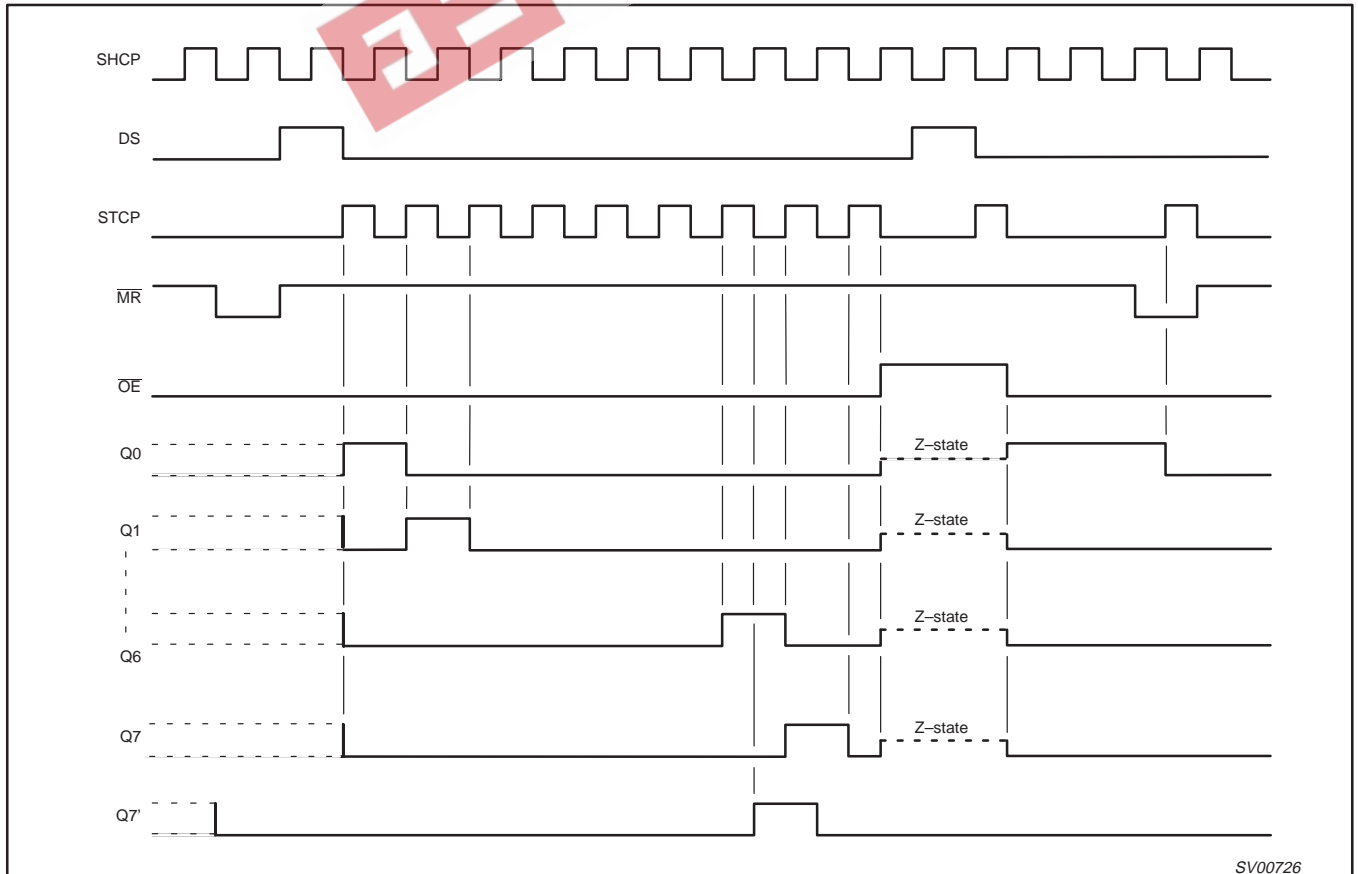 SHCP
DS
STCP
MR
OE
Q0
Z–state
Q1
Z–state
Z–state
Q6
Q7
Z–state
Q7'
SV00726